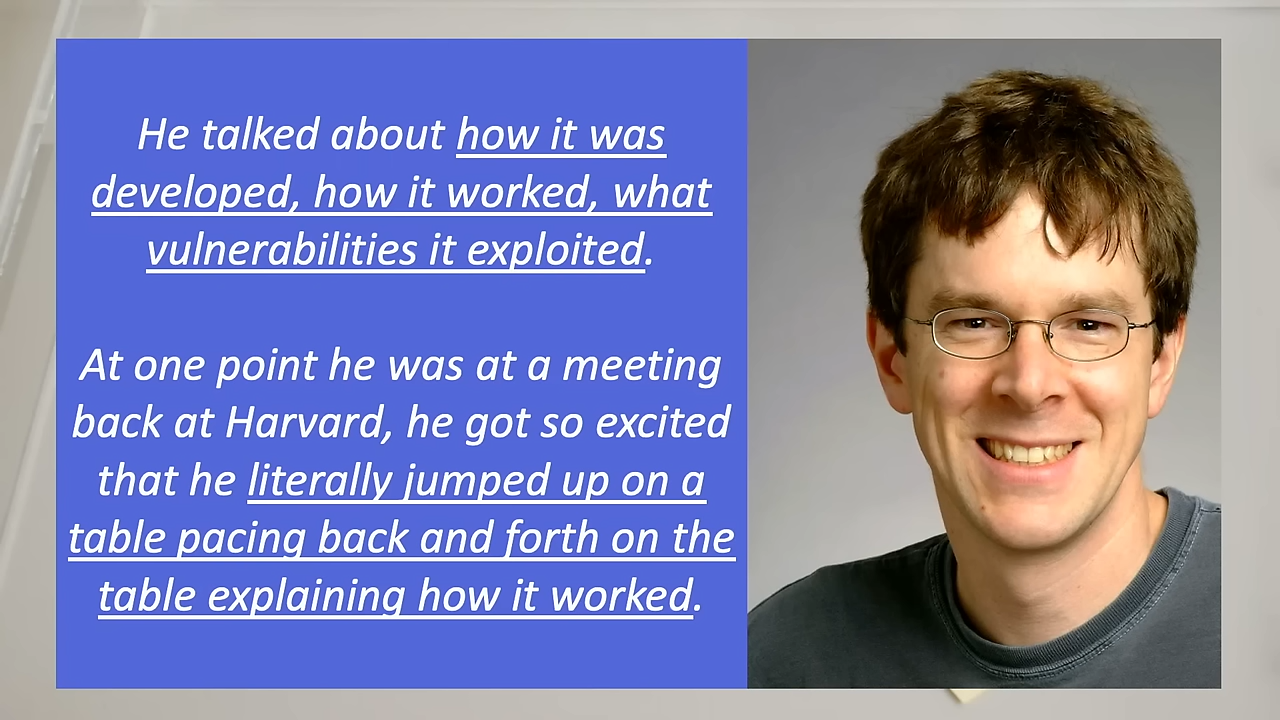 He talked about how it was
developed, how it worked, what
vulnerabilities it exploited.
At one point he was at a meeting
back at Harvard, he got so excited
that he literally jumped up on a
table pacing back and forth on the
table explaining how it worked.